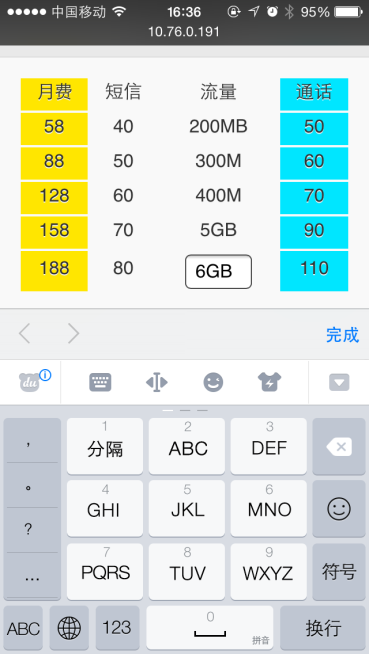 中国移动 16:36 95%
10.76.0.191
月费 短信 流量 通话
58 40 200MB 50
88 50 300M 60
128 60 400M 70
158 70 5GB 90
188 80 6GB 110
完成
du i
, 1 分隔 2 ABC 3 DEF
。 4 GHI 5 JKL 6 MNO
? 7 PQRS 8 TUV 9 WXYZ 符号
...
ABC 123 0 拼音 换行